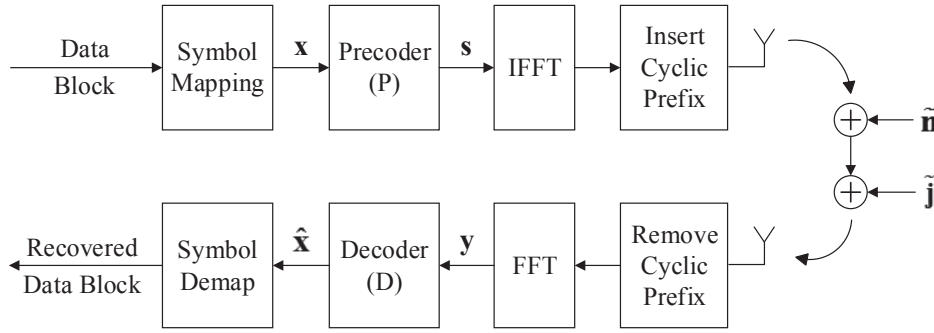 Data
Block
Symbol
Mapping
x
Precoder
(P)
s
IFFT
Insert
Cyclic
Prefix
ñ
j̃
Recovered
Data Block
Symbol
Demap
x̂
Decoder
(D)
y
FFT
Remove
Cyclic
Prefix